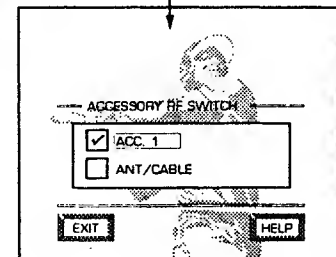 ACCESSORY RF SWITCH
ACC. 1
ANT/CABLE
EXIT
HELP